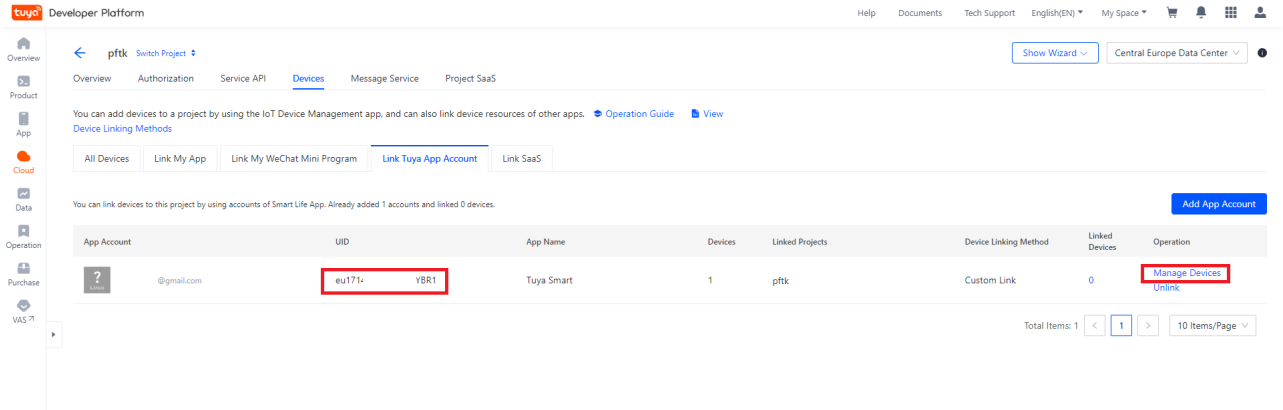 tuya Developer Platform
Help Documents Tech Support English(EN) My Space
Overview
Product
App
Cloud
Data
Operation
Purchase
VAS
pftk Switch Project
Show Wizard
Central Europe Data Center
Overview Authorization Service API Devices Message Service Project SaaS
You can add devices to a project by using the IoT Device Management app, and can also link device resources of other apps. Operation Guide View
Device Linking Methods
All Devices Link My App Link My WeChat Mini Program Link Tuya App Account Link SaaS
You can link devices to this project by using accounts of Smart Life App. Already added 1 accounts and linked 0 devices.
Add App Account
App Account UID App Name Devices Linked Projects Device Linking Method Linked Devices Operation
? @gmail.com eu1714 YBR1 Tuya Smart 1 pftk Custom Link 0 Manage Devices
Unlink
Total Items: 1 < 1 > 10 Items/Page